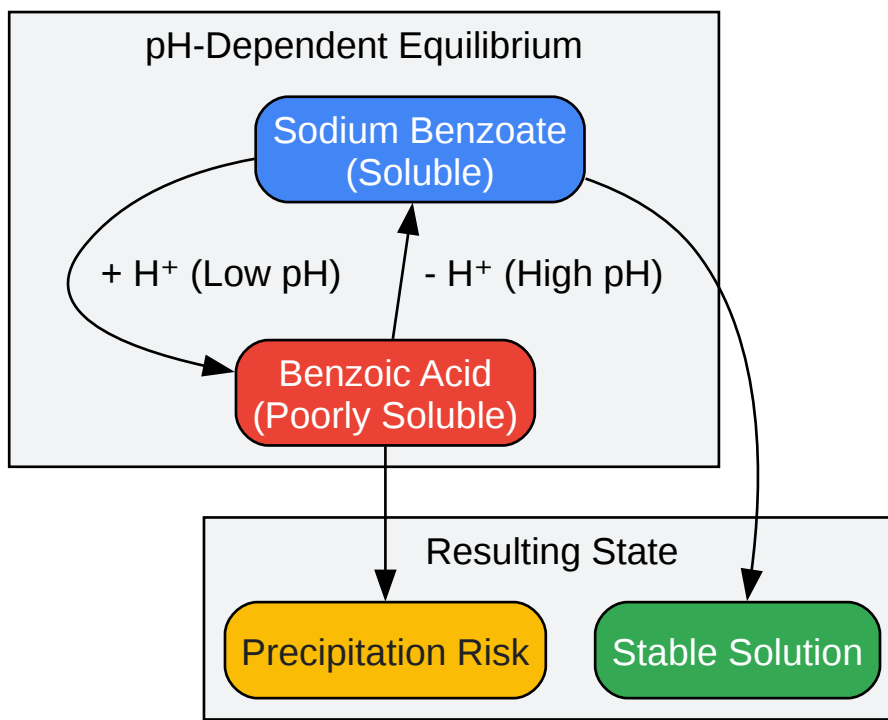 pH-Dependent Equilibrium
Sodium Benzoate
(Soluble)
+ H⁺ (Low pH)
- H⁺ (High pH)
Benzoic Acid
(Poorly Soluble)
Resulting State
Precipitation Risk
Stable Solution